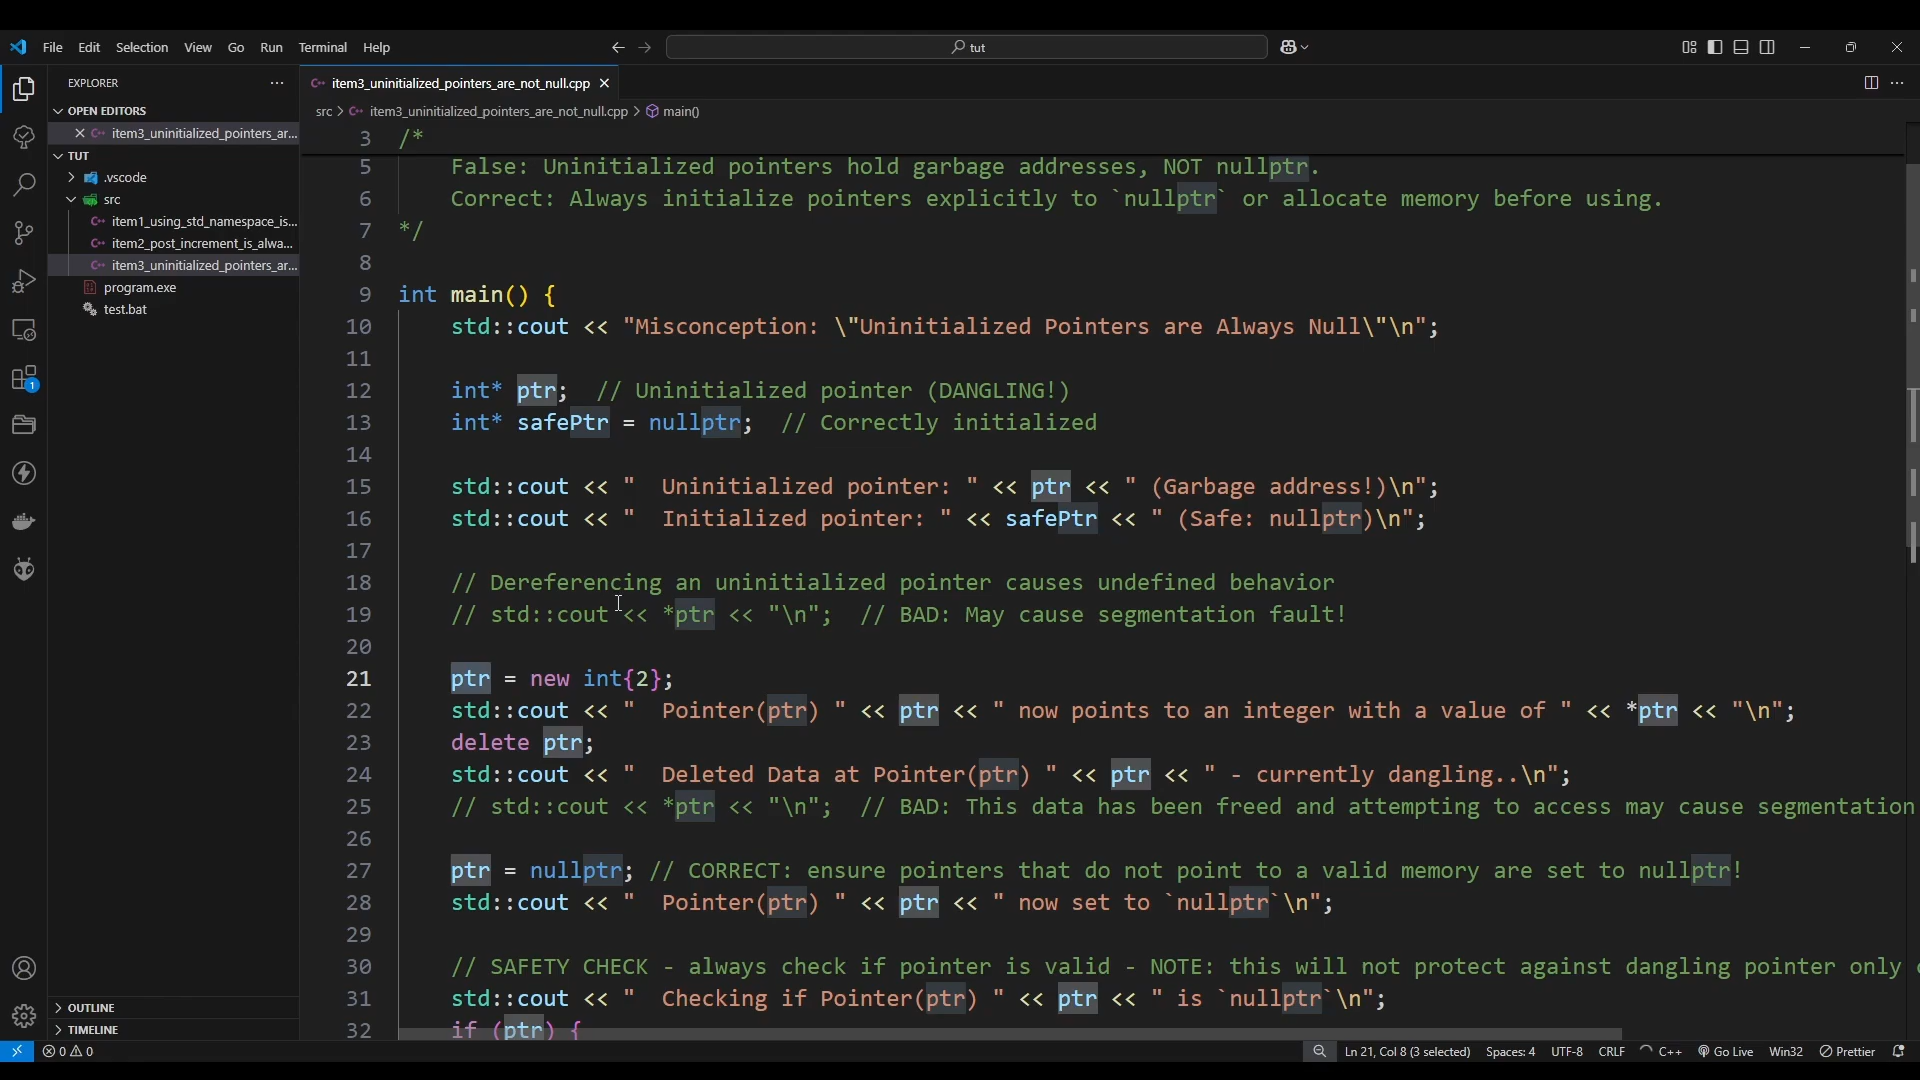 File Edit Selection View Go Run Terminal Help
tut
EXPLORER
item3_uninitialized_pointers_are_not_null.cpp
OPEN EDITORS
item3_uninitialized_pointers_ar...
TUT
.vscode
src
item1_using_std_namespace_is...
item2_post_increment_is_alwa...
item3_uninitialized_pointers_ar...
program.exe
test.bat
OUTLINE
TIMELINE
1
src > item3_uninitialized_pointers_are_not_null.cpp > main()
3 /*
5 False: Uninitialized pointers hold garbage addresses, NOT nullptr.
6 Correct: Always initialize pointers explicitly to `nullptr` or allocate memory before using.
7 */
8
9 int main() {
10 std::cout << "Misconception: \"Uninitialized Pointers are Always Null\"\n";
11
12 int* ptr; // Uninitialized pointer (DANGLING!)
13 int* safePtr = nullptr; // Correctly initialized
14
15 std::cout << " Uninitialized pointer: " << ptr << " (Garbage address!)\n";
16 std::cout << " Initialized pointer: " << safePtr << " (Safe: nullptr)\n";
17
18 // Dereferencing an uninitialized pointer causes undefined behavior
19 // std::cout << *ptr << "\n"; // BAD: May cause segmentation fault!
20
21 ptr = new int{2};
22 std::cout << " Pointer(ptr) " << ptr << " now points to an integer with a value of " << *ptr << "\n";
23 delete ptr;
24 std::cout << " Deleted Data at Pointer(ptr) " << ptr << " - currently dangling..\n";
25 // std::cout << *ptr << "\n"; // BAD: This data has been freed and attempting to access may cause segmentation
26
27 ptr = nullptr; // CORRECT: ensure pointers that do not point to a valid memory are set to nullptr!
28 std::cout << " Pointer(ptr) " << ptr << " now set to `nullptr`\n";
29
30 // SAFETY CHECK - always check if pointer is valid - NOTE: this will not protect against dangling pointer only
31 std::cout << " Checking if Pointer(ptr) " << ptr << " is `nullptr`\n";
32 if (ptr) {
0 0 Ln 21, Col 8 (3 selected) Spaces: 4 UTF-8 CRLF C++ Go Live Win32 Prettier